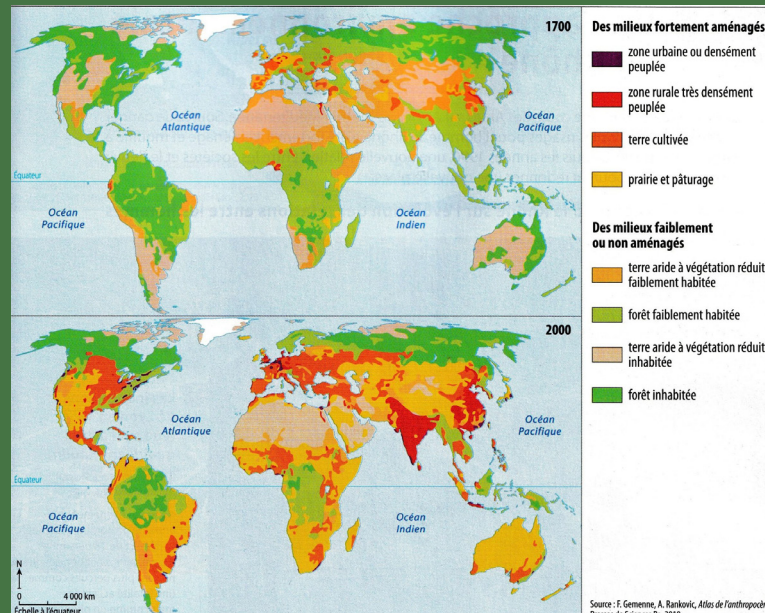 1700
Océan
Atlantique
Océan
Pacifique
Équateur
Océan
Pacifique
Océan
Indien
2000
Océan
Atlantique
Océan
Pacifique
Équateur
Océan
Pacifique
Océan
Indien
N
0 4 000 km
Échelle à l'équateur
Des milieux fortement aménagés
zone urbaine ou densément
peuplée
zone rurale très densément
peuplée
terre cultivée
prairie et pâturage
Des milieux faiblement
ou non aménagés
terre aride à végétation réduit
faiblement habitée
forêt faiblement habitée
terre aride à végétation réduit
inhabitée
forêt inhabitée
Source : F. Gemenne, A. Rankovic, Atlas de l'anthropocèn